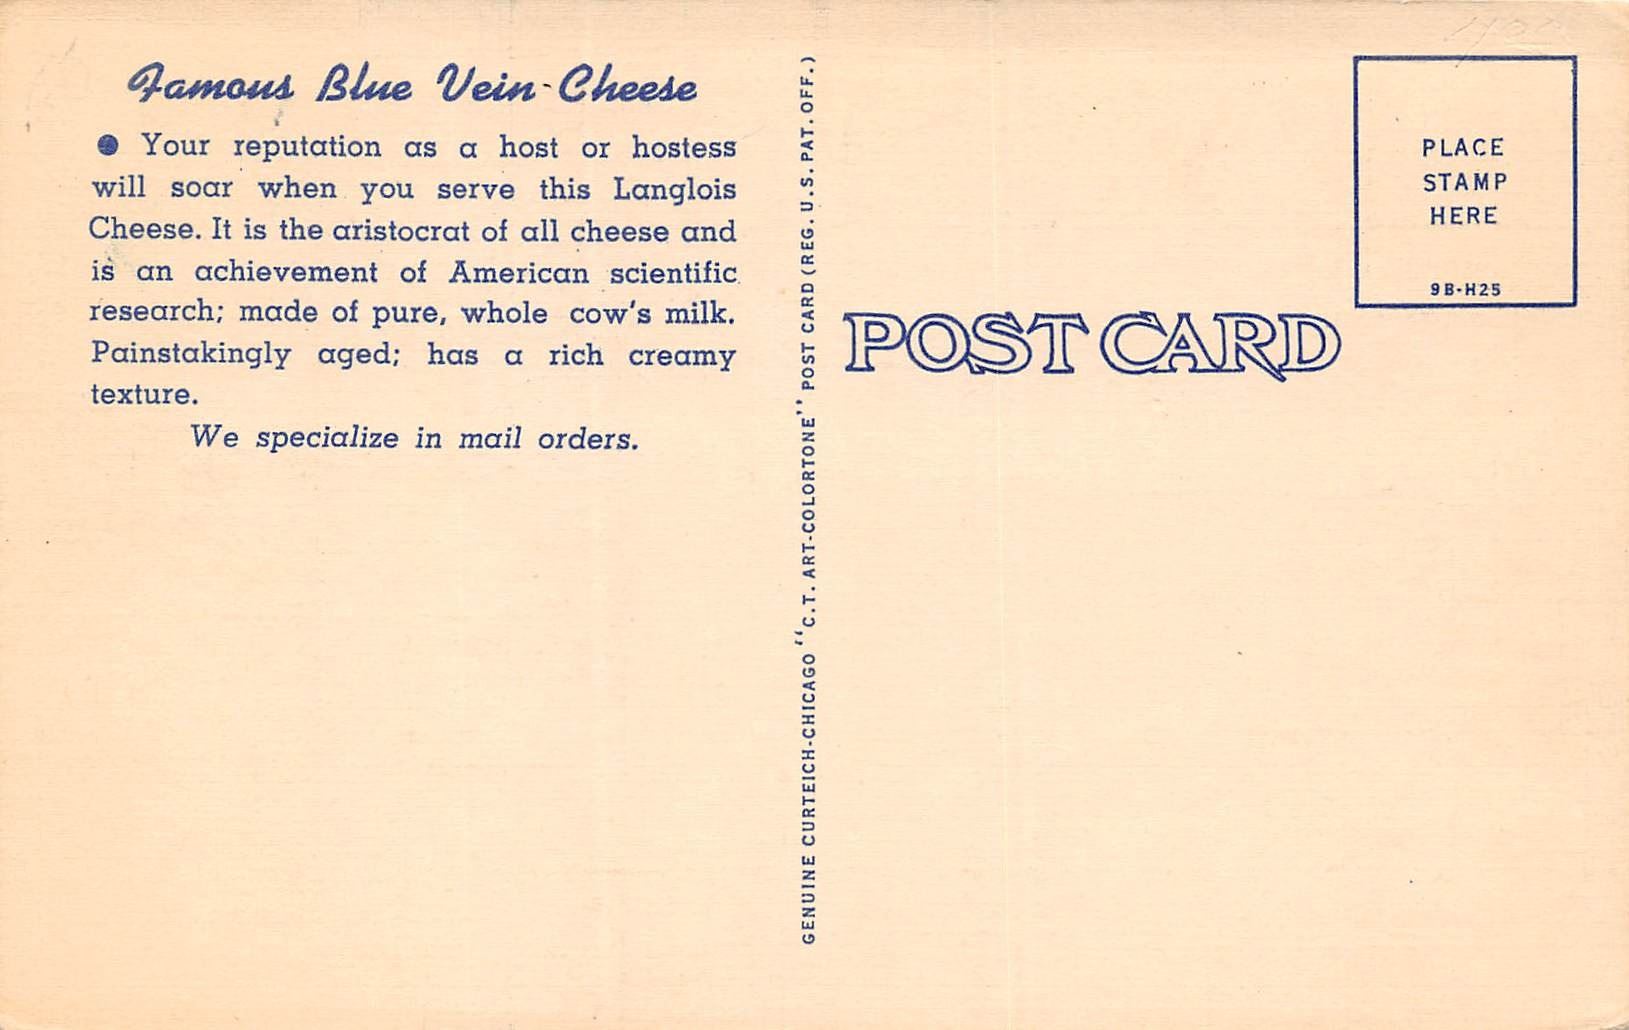 Famous Blue Vein Cheese
● Your reputation as a host or hostess
will soar when you serve this Langlois
Cheese. It is the aristocrat of all cheese and
is an achievement of American scientific
research; made of pure, whole cow's milk.
Painstakingly aged; has a rich creamy
texture.
We specialize in mail orders.
GENUINE CURTEICH-CHICAGO "C.T. ART-COLORTONE" POST CARD (REG. U.S. PAT. OFF.)
POST CARD
PLACE
STAMP
HERE
9B-H25